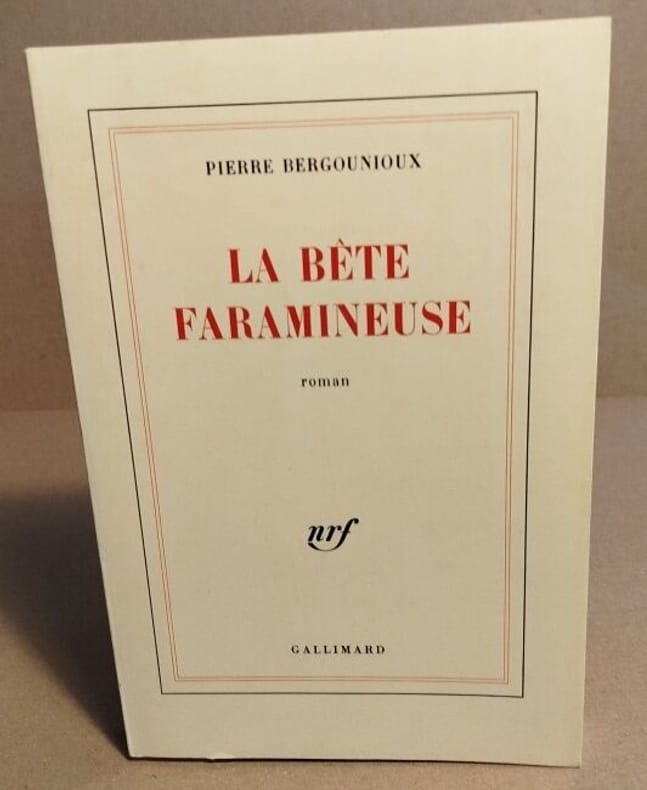 PIERRE BERGOUNIOUX
LA BÊTE
FARAMINEUSE
roman
nrf
GALLIMARD